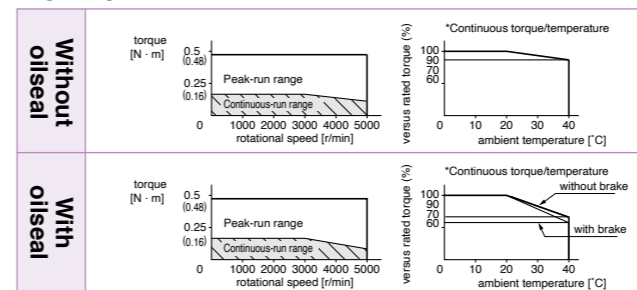 Without
oilseal
torque
[N · m]
0.5
(0.48)
0.25
(0.16)
Peak-run range
Continuous-run range
0 1000 2000 3000 4000 5000
rotational speed [r/min]
*Continuous torque/temperature
versus rated torque (%)
100
90
70
60
0 10 20 30 40
ambient temperature [˚C]
With
oilseal
torque
[N · m]
0.5
(0.48)
0.25
(0.16)
Peak-run range
Continuous-run range
0 1000 2000 3000 4000 5000
rotational speed [r/min]
*Continuous torque/temperature
versus rated torque (%)
without brake
100
90
70
60
with brake
0 10 20 30 40
ambient temperature [˚C]